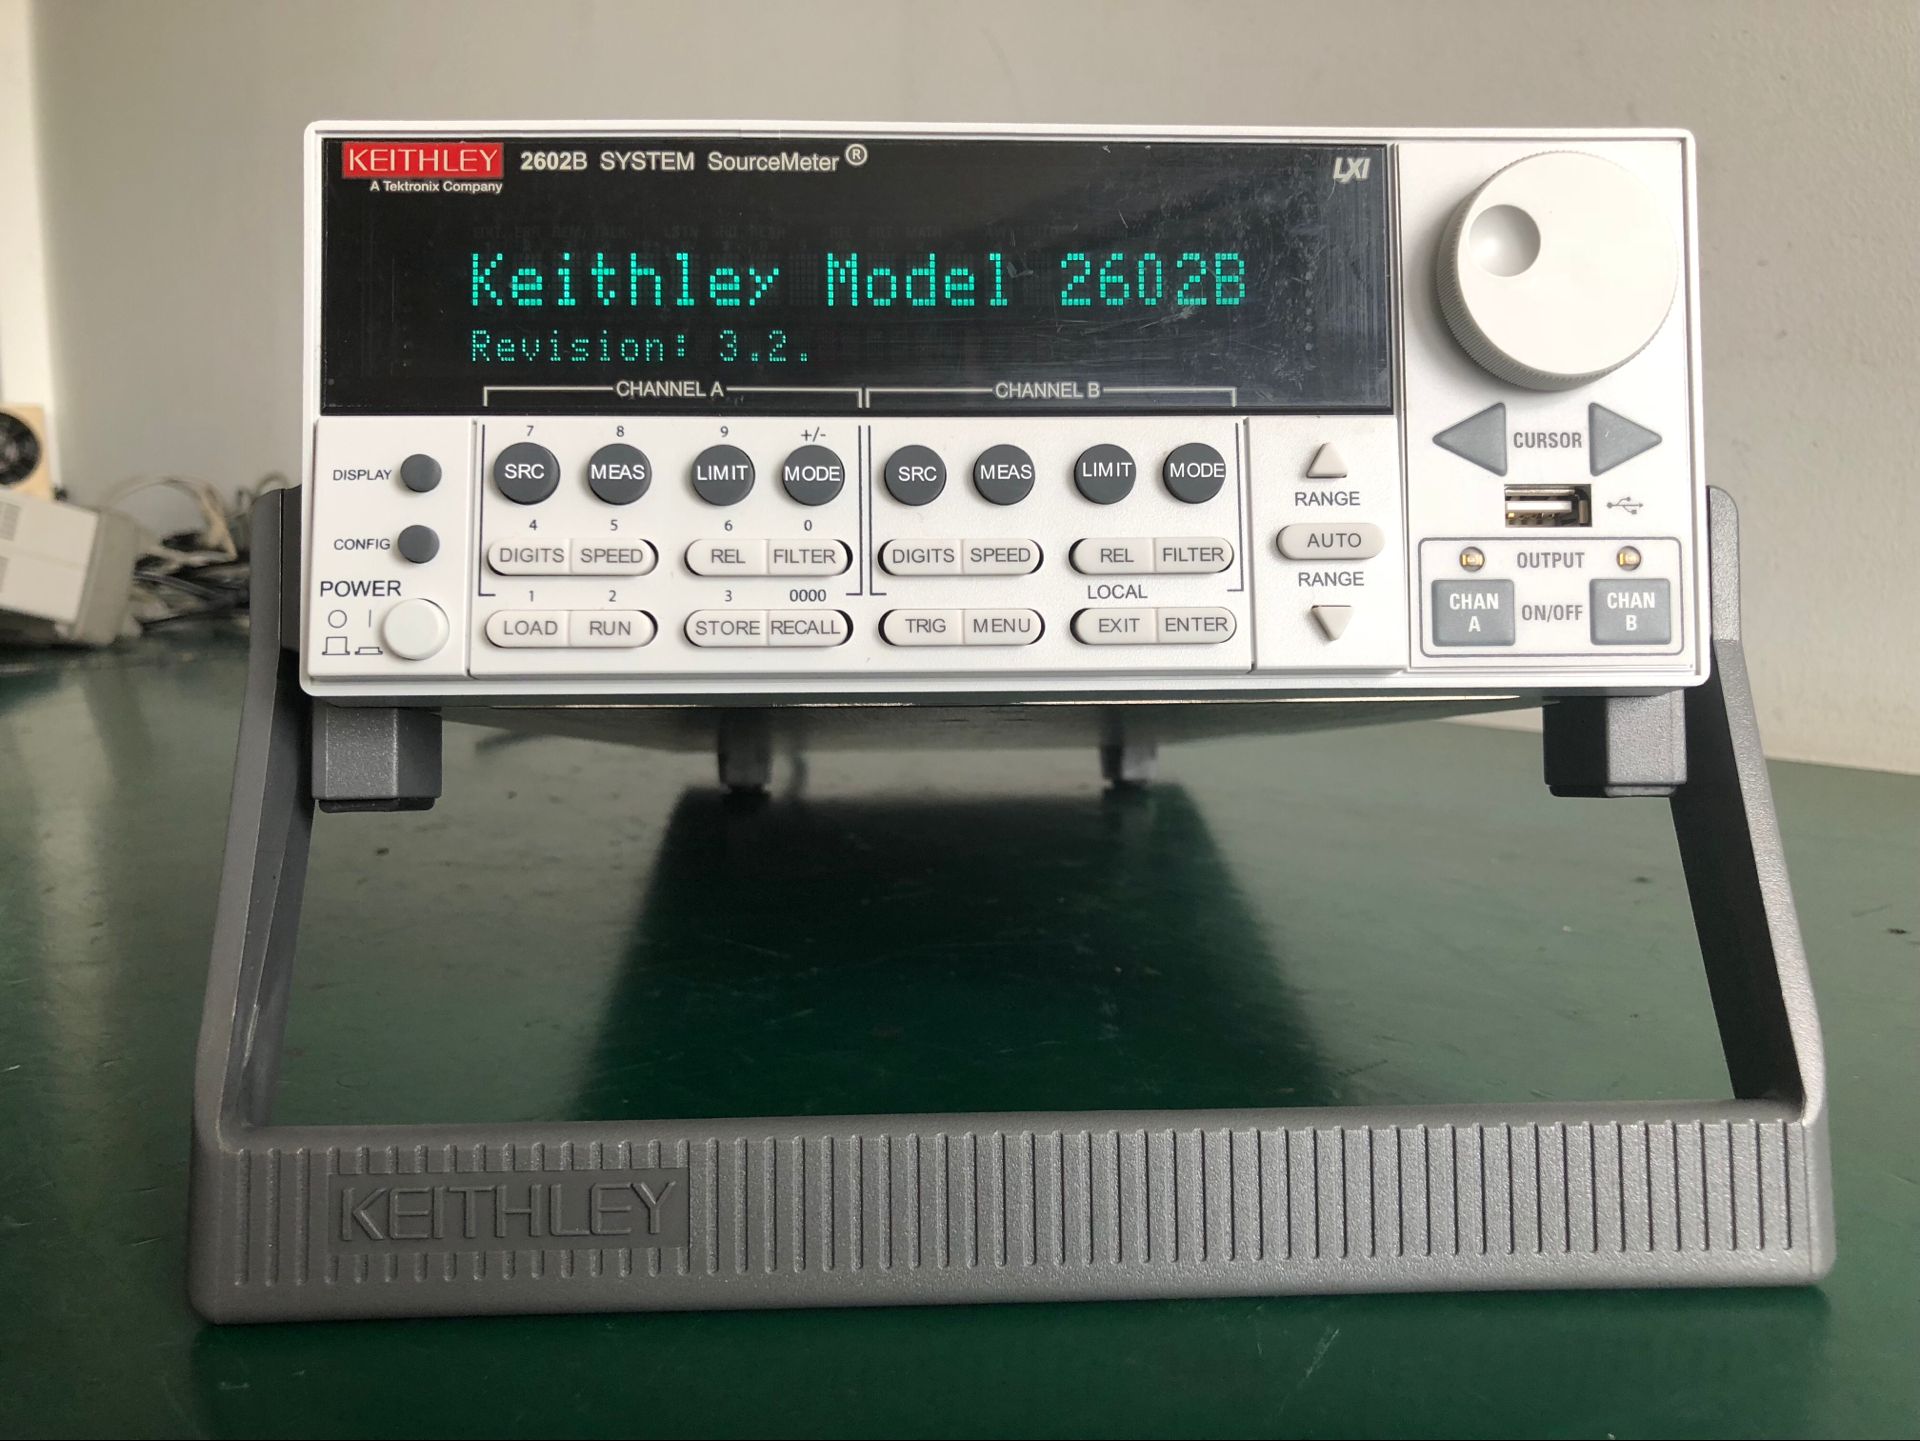 KEITHLEY 2602B SYSTEM SourceMeter® LXI
A Tektronix Company
Keithley Model 2602B
Revision: 3.2.
CHANNEL A CHANNEL B
7 8 9 +/-
DISPLAY SRC MEAS LIMIT MODE SRC MEAS LIMIT MODE CURSOR
RANGE
4 5 6 0
CONFIG DIGITS SPEED REL FILTER DIGITS SPEED REL FILTER AUTO OUTPUT
POWER 1 2 3 0000 LOCAL RANGE
LOAD RUN STORE RECALL TRIG MENU EXIT ENTER CHAN A ON/OFF CHAN B
KEITHLEY